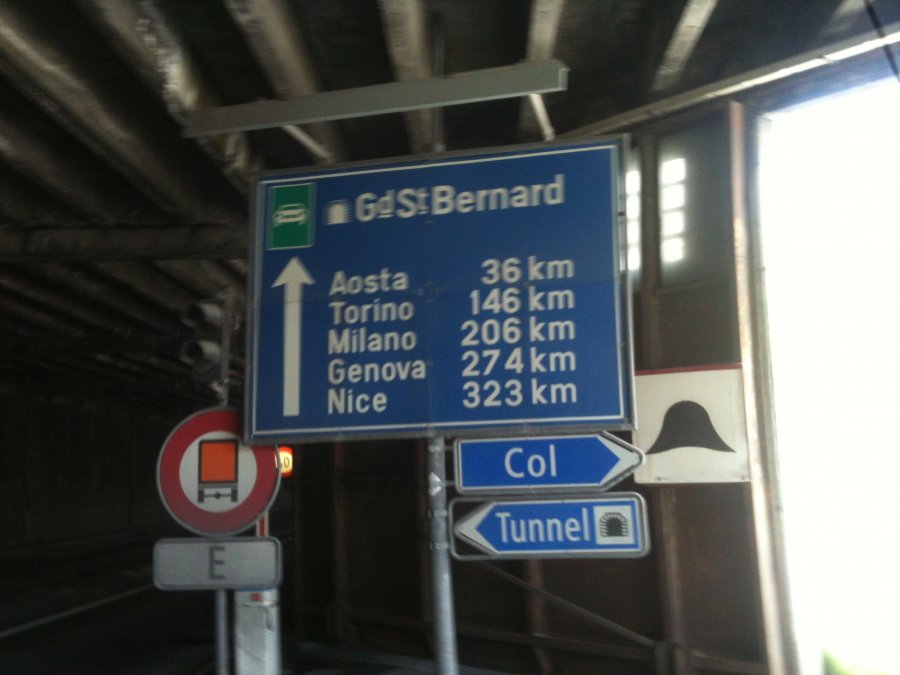 Gd St Bernard
Aosta 36 km
Torino 146 km
Milano 206 km
Genova 274 km
Nice 323 km
Col
Tunnel
E